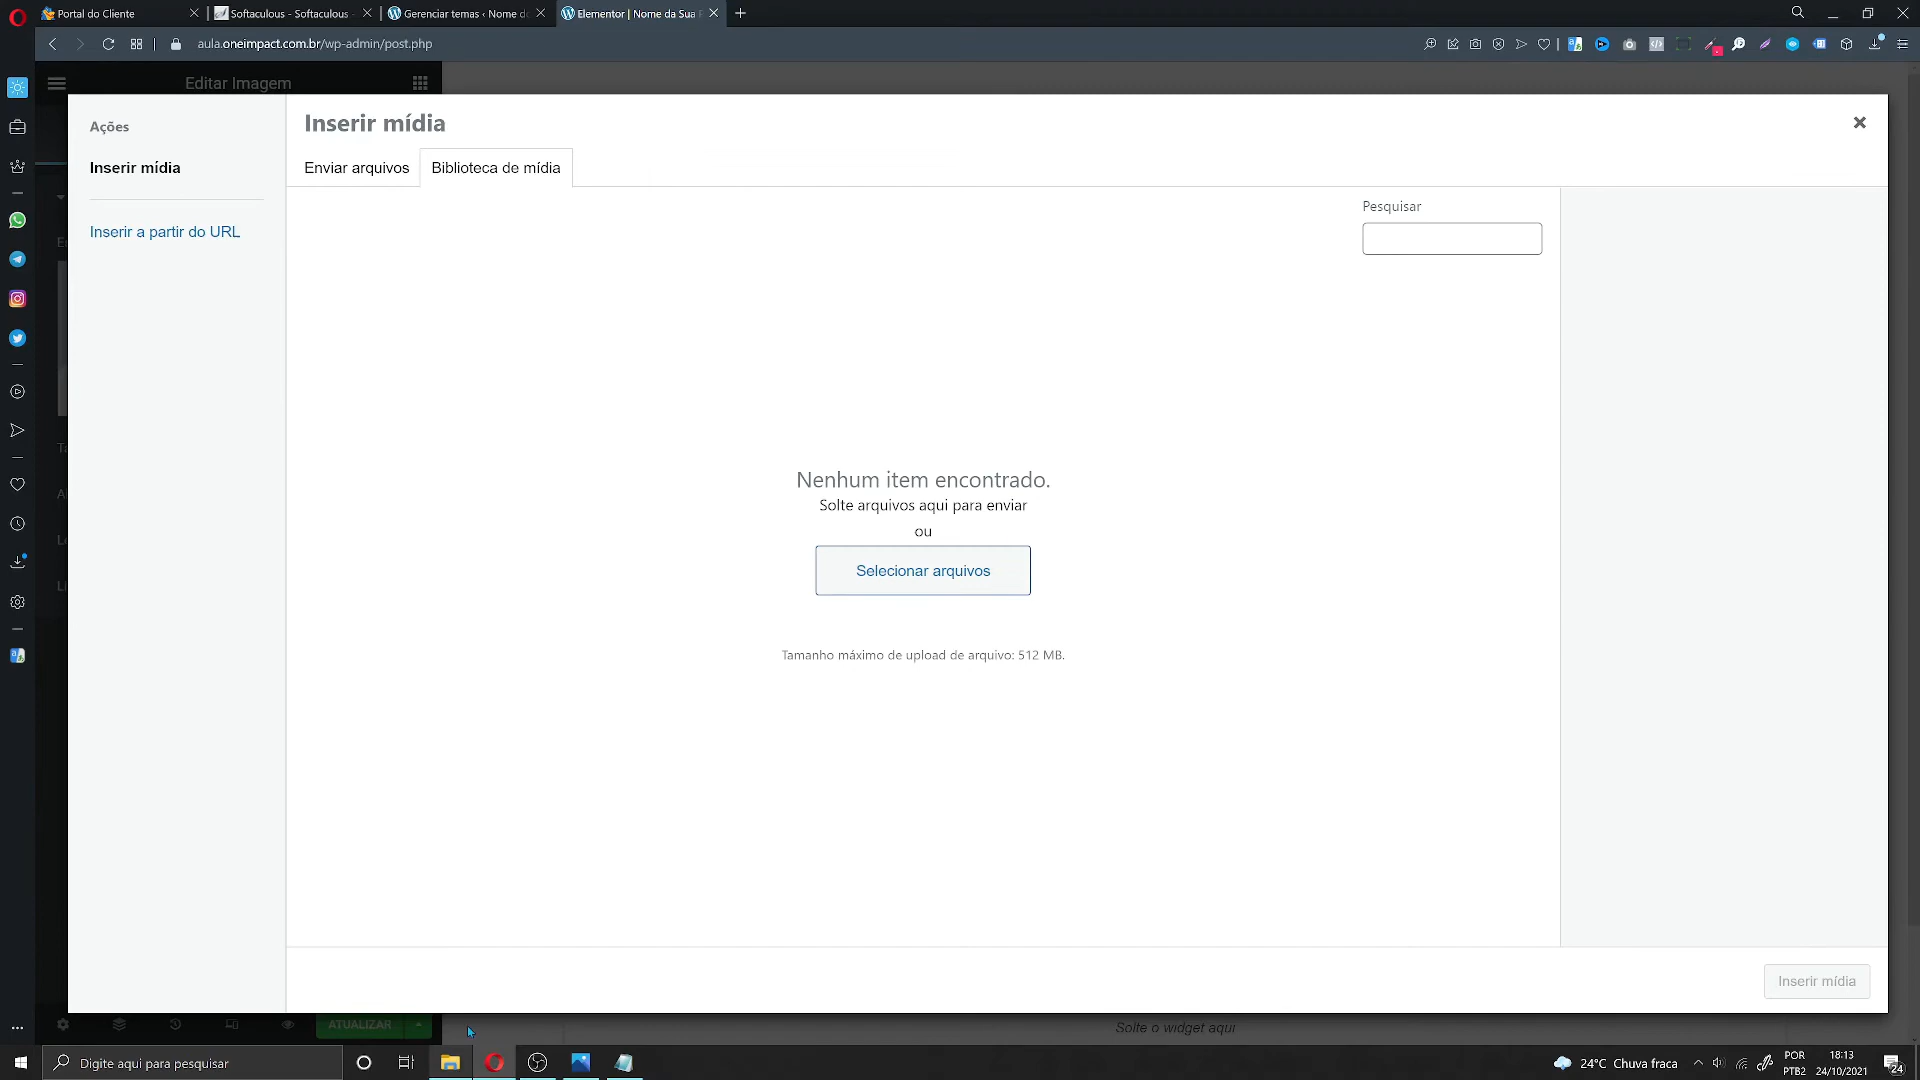 Portal do Cliente
Softaculous - Softaculous -
Gerenciar temas ‹ Nome d
Elementor | Nome da Sua
aula.oneimpact.com.br/wp-admin/post.php
Editar Imagem
Ações
Inserir mídia
Inserir a partir do URL
Inserir mídia
Enviar arquivos
Biblioteca de mídia
Pesquisar
Nenhum item encontrado.
Solte arquivos aqui para enviar
ou
Selecionar arquivos
Tamanho máximo de upload de arquivo: 512 MB.
Inserir mídia
ATUALIZAR
Solte o widget aqui
Digite aqui para pesquisar
24°C Chuva fraca
POR
PTB2
18:13
24/10/2021
24